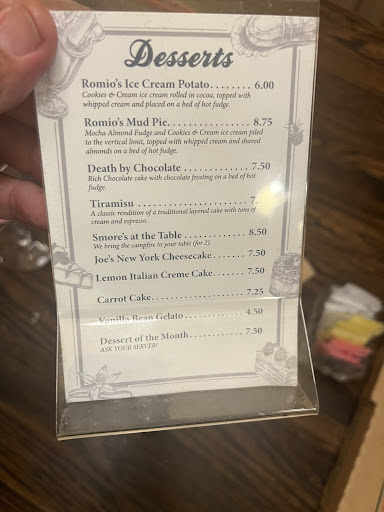 Desserts
Romio's Ice Cream Potato........ 6.00
Cookies & Cream ice cream rolled in cocoa, topped with
whipped cream and placed on a bed of hot fudge.
Romio's Mud Pie................ 8.75
Mocha Almond Fudge and Cookies & Cream ice cream piled
to the vertical limit, topped with whipped cream and shaved
almonds on a bed of hot fudge.
Death by Chocolate ............. 7.50
Rich Chocolate cake with chocolate frosting on a bed of hot
fudge.
Tiramisu ....................... 7
A classic rendition of a traditional layered cake with tons of
cream and espresso.
Smore's at the Table ............ 8.50
We bring the campfire to your table (for 2).
Joe's New York Cheesecake....... 7.50
Lemon Italian Creme Cake....... 7.50
Carrot Cake.................... 7.25
Vanilla Bean Gelato ............. 4.50
Dessert of the Month............ 7.50
ASK YOUR SERVER!